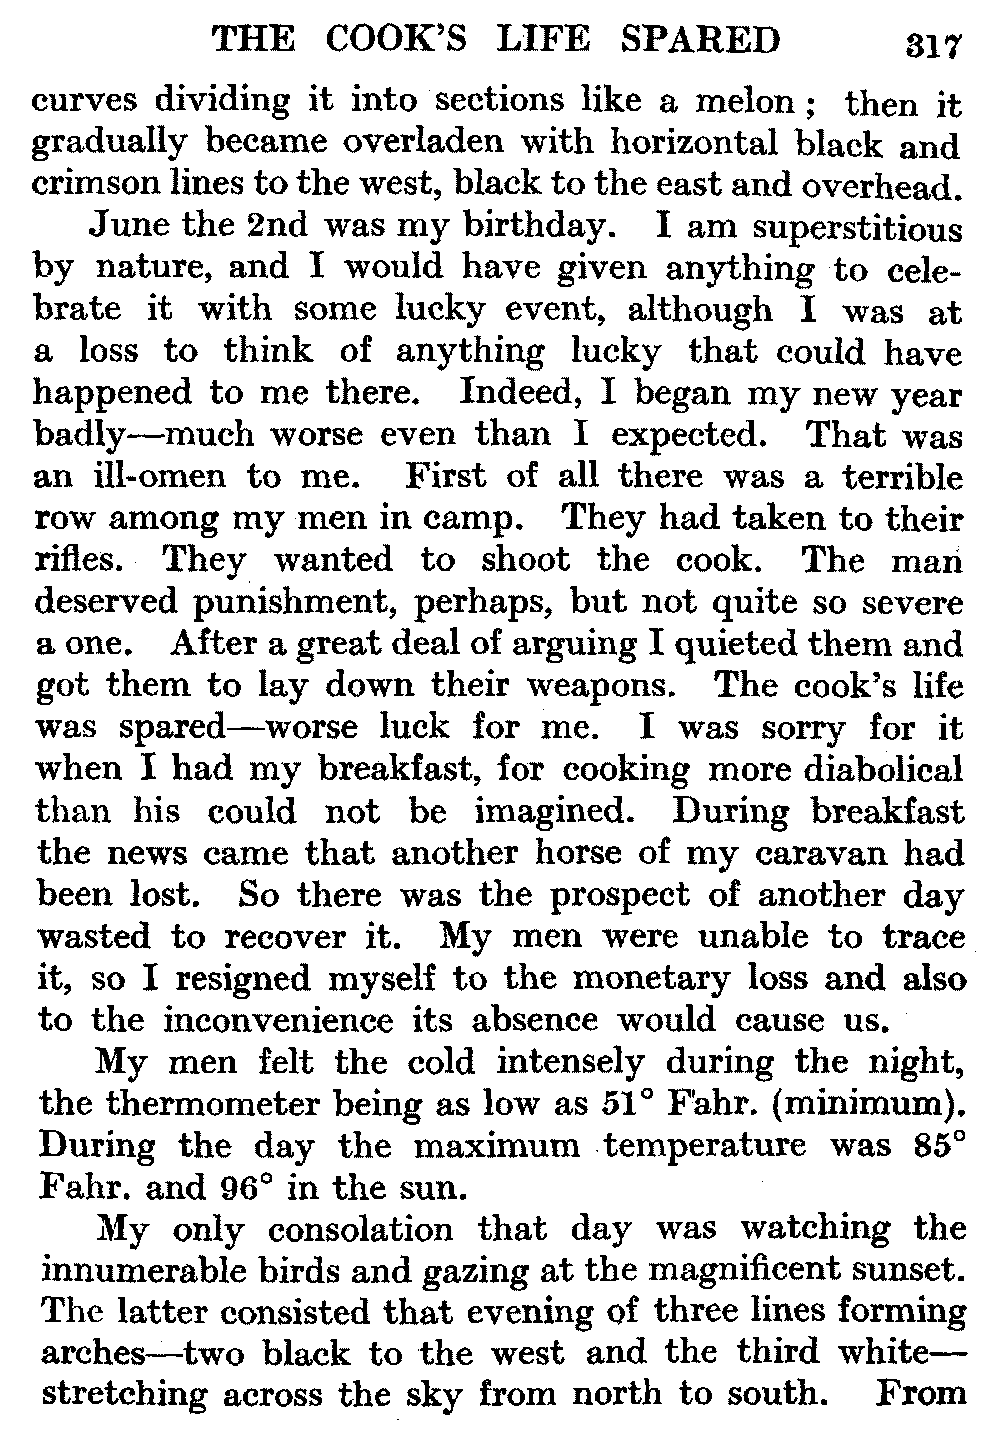 THE COOK'S LIFE SPARED 317
curves dividing it into sections like a melon; then it
gradually became overladen with horizontal black and
crimson lines to the west, black to the east and overhead.
June the 2nd was my birthday. I am superstitious
by nature, and I would have given anything to cele-
brate it with some lucky event, although I was at
a loss to think of anything lucky that could have
happened to me there. Indeed, I began my new year
badly—much worse even than I expected. That was
an ill-omen to me. First of all there was a terrible
row among my men in camp. They had taken to their
rifles. They wanted to shoot the cook. The man
deserved punishment, perhaps, but not quite so severe
a one. After a great deal of arguing I quieted them and
got them to lay down their weapons. The cook's life
was spared—worse luck for me. I was sorry for it
when I had my breakfast, for cooking more diabolical
than his could not be imagined. During breakfast
the news came that another horse of my caravan had
been lost. So there was the prospect of another day
wasted to recover it. My men were unable to trace
it, so I resigned myself to the monetary loss and also
to the inconvenience its absence would cause us.
My men felt the cold intensely during the night,
the thermometer being as low as 51° Fahr. (minimum).
During the day the maximum temperature was 85°
Fahr. and 96° in the sun.
My only consolation that day was watching the
innumerable birds and gazing at the magnificent sunset.
The latter consisted that evening of three lines forming
arches—two black to the west and the third white—
stretching across the sky from north to south. From